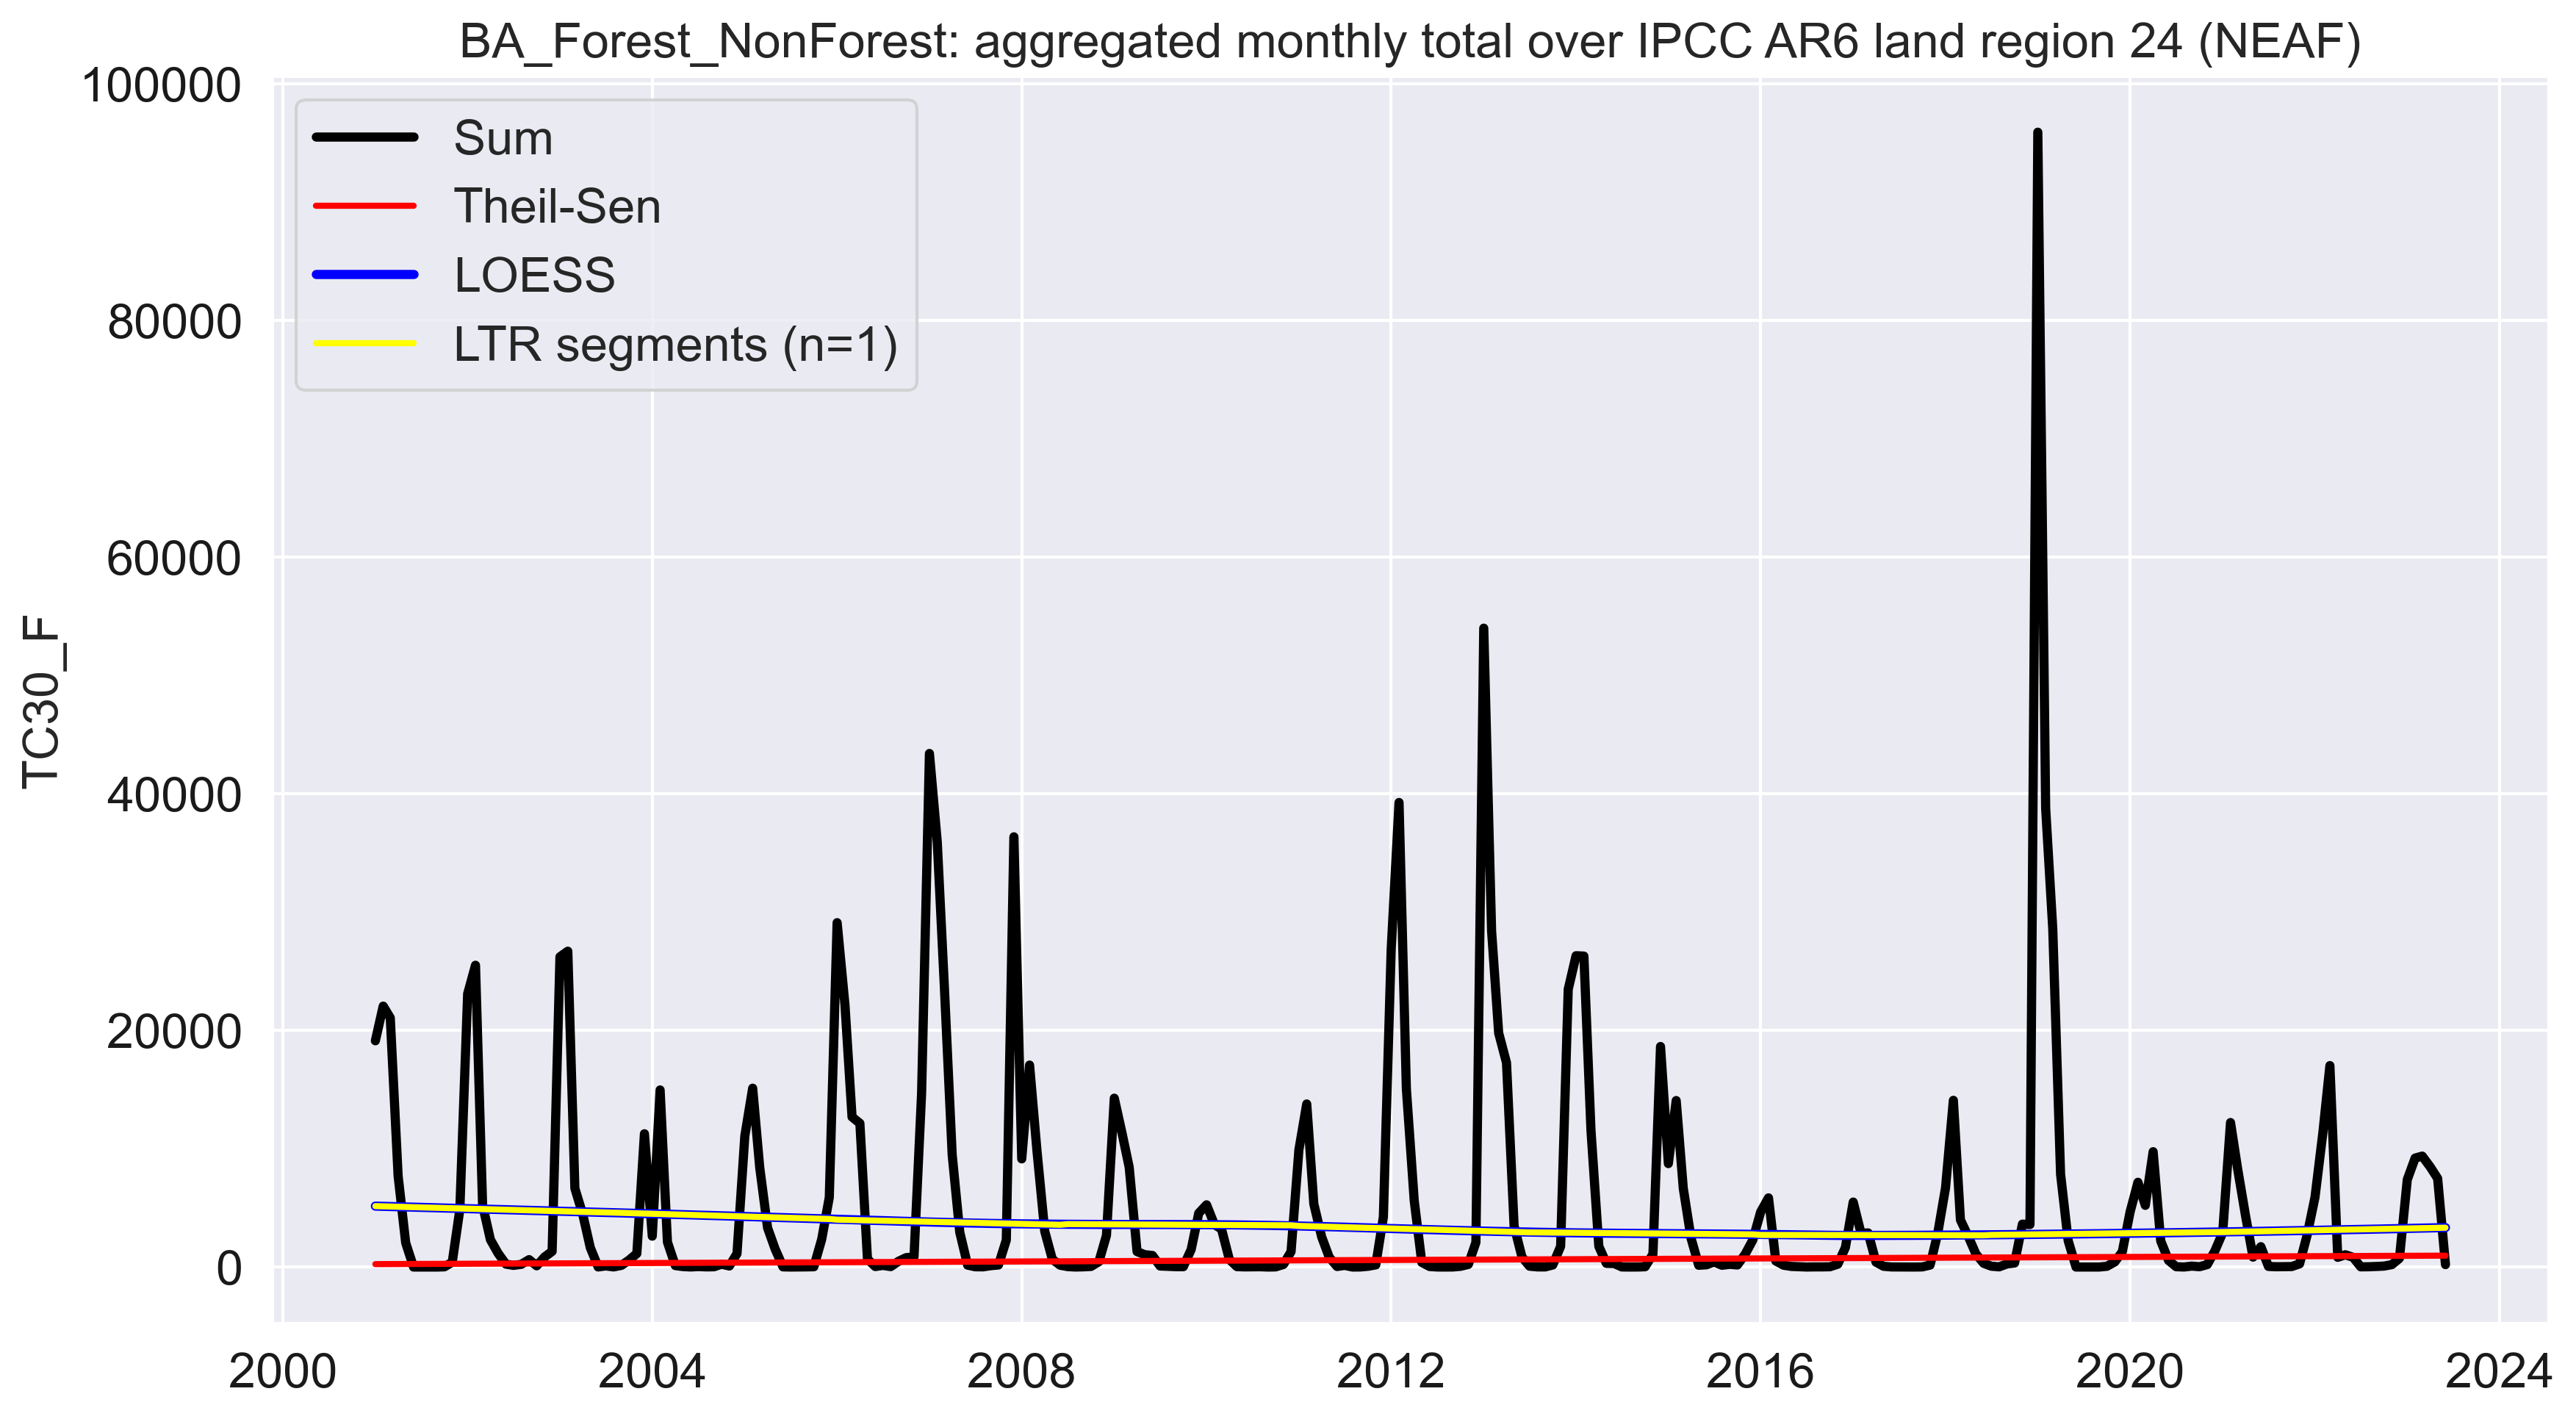 BA_Forest_NonForest: aggregated monthly total over IPCC AR6 land region 24 (NEAF)
100000
80000
60000
40000
20000
0
TC30_F
Sum
Theil-Sen
LOESS
LTR segments (n=1)
2000 2004 2008 2012 2016 2020 2024